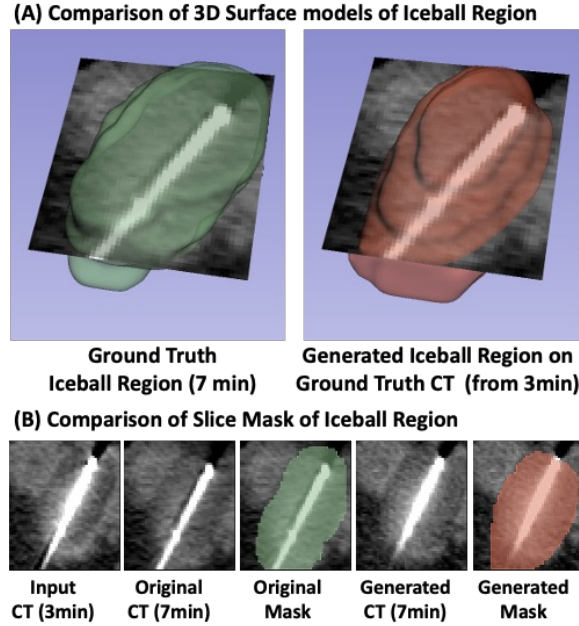 (A) Comparison of 3D Surface models of Iceball Region
Ground Truth
Iceball Region (7 min)
Generated Iceball Region on
Ground Truth CT (from 3min)
(B) Comparison of Slice Mask of Iceball Region
Input
CT (3min)
Original
CT (7min)
Original
Mask
Generated
CT (7min)
Generated
Mask